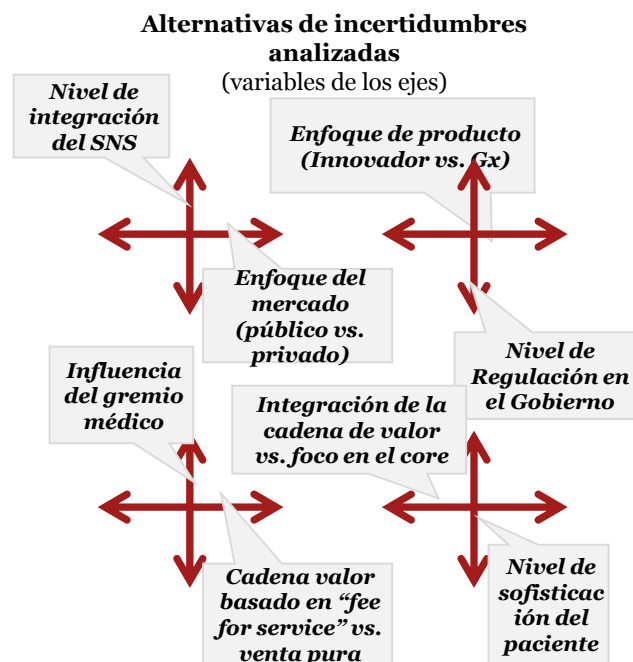 Alternativas de incertidumbres
analizadas
(variables de los ejes)
Nivel de
integración
del SNS
Enfoque de producto
(Innovador vs. Gx)
Enfoque del
mercado
(público vs.
privado)
Nivel de
Regulación en
el Gobierno
Influencia
del gremio
médico
Integración de la
cadena de valor
vs. foco en el core
Cadena valor
basado en “fee
for service” vs.
venta pura
Nivel de
sofisticac
ión del
paciente